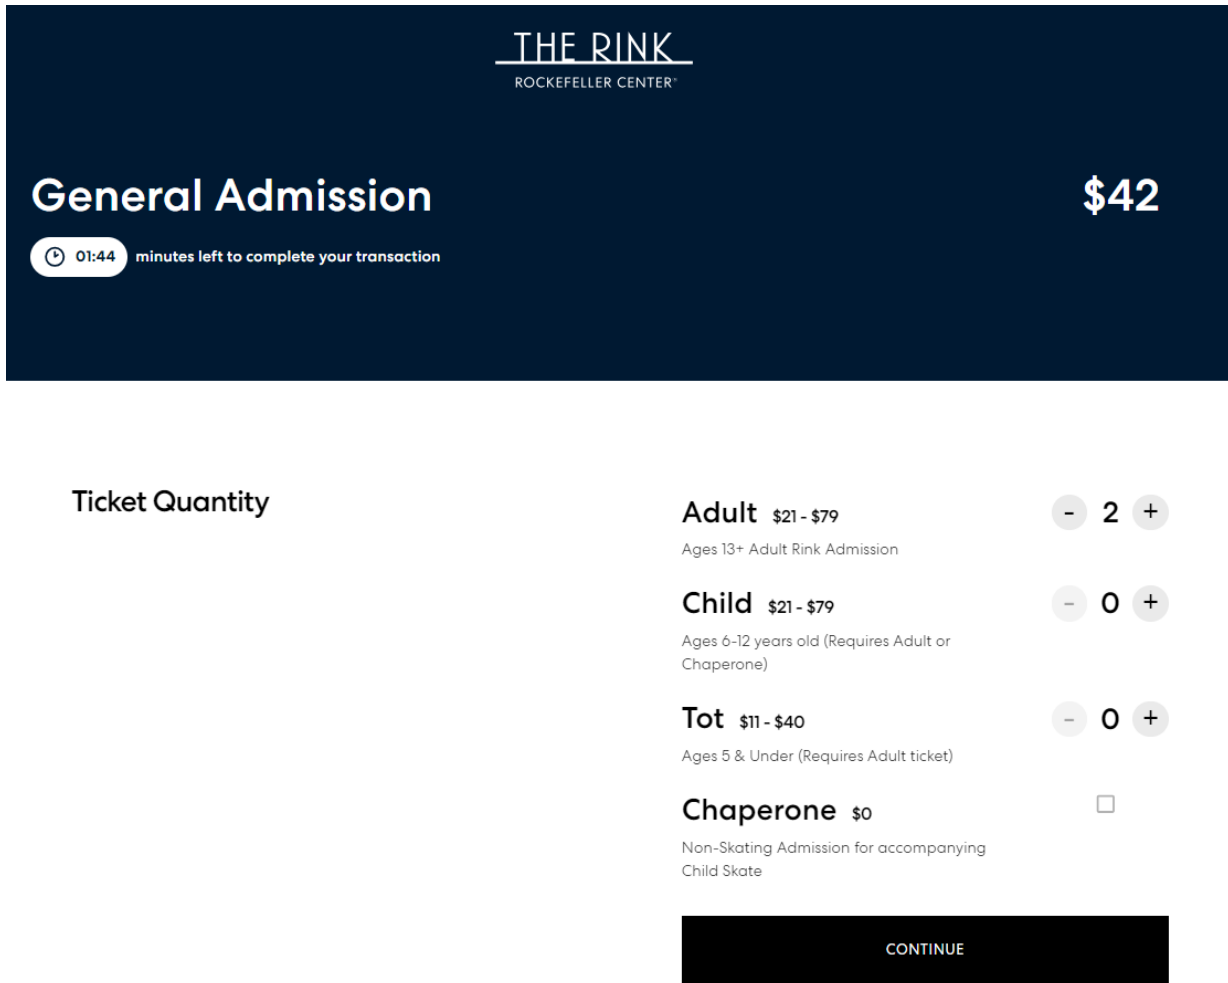 THE RINK
ROCKEFELLER CENTER®
General Admission
$42
01:44 minutes left to complete your transaction
Ticket Quantity
Adult $21 - $79
- 2 +
Ages 13+ Adult Rink Admission
Child $21 - $79
- 0 +
Ages 6-12 years old (Requires Adult or
Chaperone)
Tot $11 - $40
- 0 +
Ages 5 & Under (Requires Adult ticket)
Chaperone $0
Non-Skating Admission for accompanying
Child Skate
CONTINUE